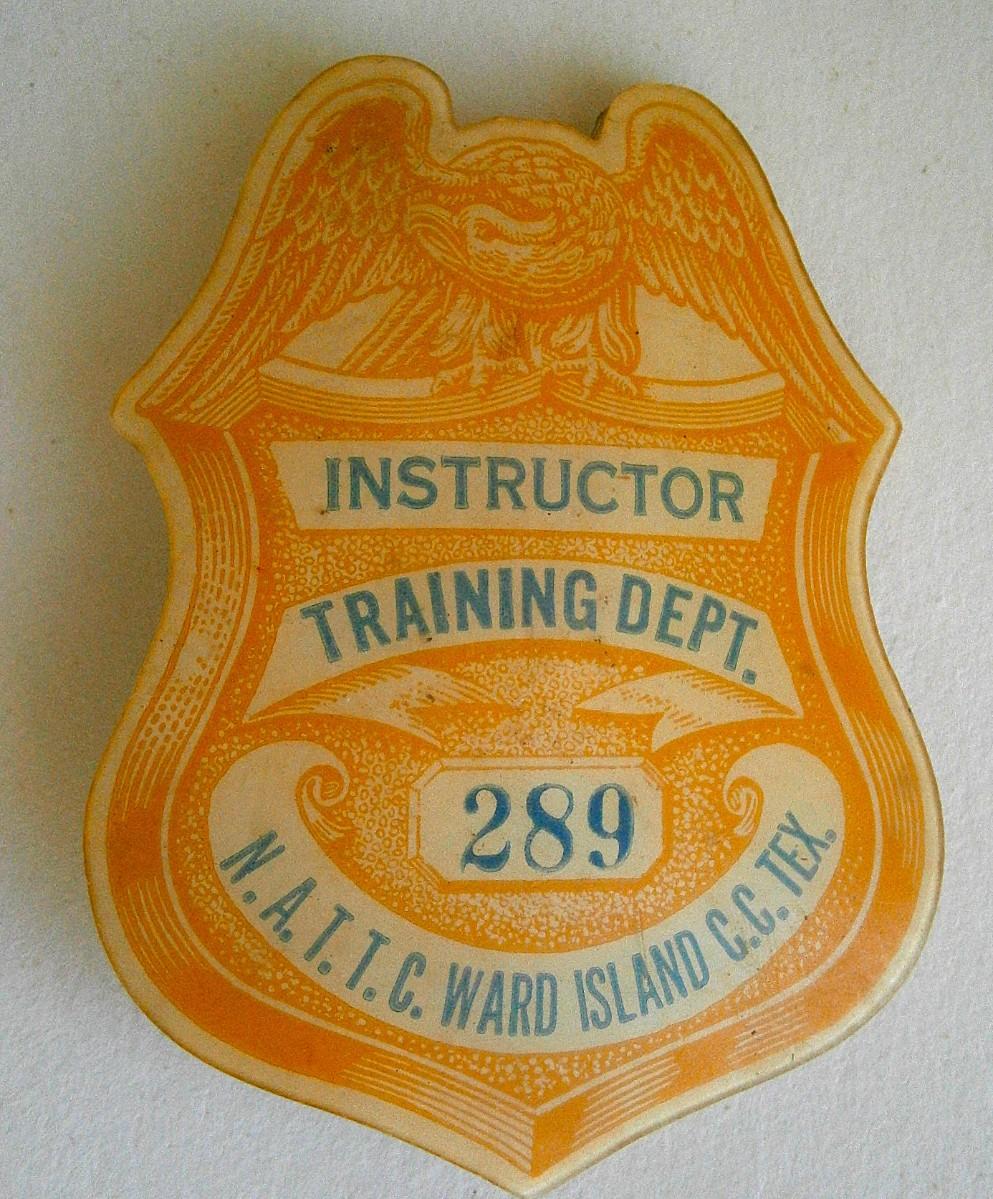 INSTRUCTOR
TRAINING DEPT.
289
N.A.T.T.C. WARD ISLAND C.C. TEX.